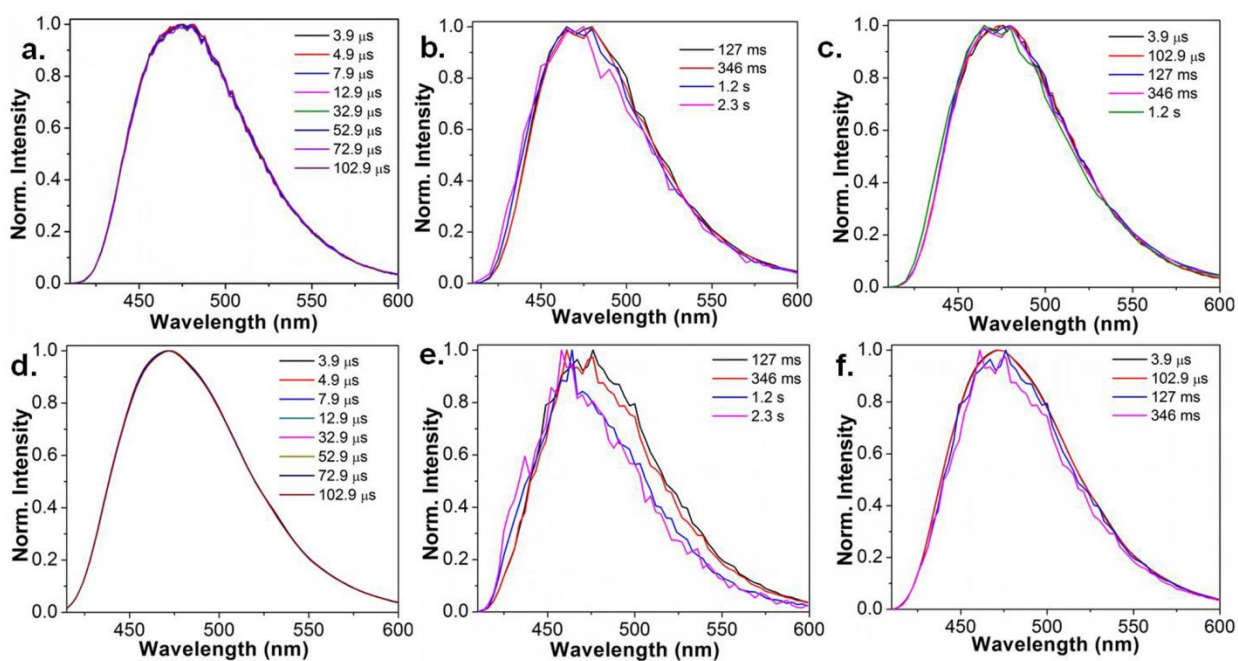 a.
Norm. Intensity
1.0
0.8
0.6
0.4
0.2
0.0
450 500 550 600
Wavelength (nm)
3.9 μs
4.9 μs
7.9 μs
12.9 μs
32.9 μs
52.9 μs
72.9 μs
102.9 μs
b.
Norm. Intensity
1.0
0.8
0.6
0.4
0.2
0.0
450 500 550 600
Wavelength (nm)
127 ms
346 ms
1.2 s
2.3 s
c.
Norm. Intensity
1.0
0.8
0.6
0.4
0.2
0.0
450 500 550 600
Wavelength (nm)
3.9 μs
102.9 μs
127 ms
346 ms
1.2 s
d.
Norm. Intensity
1.0
0.8
0.6
0.4
0.2
0.0
450 500 550 600
Wavelength (nm)
3.9 μs
4.9 μs
7.9 μs
12.9 μs
32.9 μs
52.9 μs
72.9 μs
102.9 μs
e.
Norm. Intensity
1.0
0.8
0.6
0.4
0.2
0.0
450 500 550 600
Wavelength (nm)
127 ms
346 ms
1.2 s
2.3 s
f.
Norm. Intensity
1.0
0.8
0.6
0.4
0.2
0.0
450 500 550 600
Wavelength (nm)
3.9 μs
102.9 μs
127 ms
346 ms